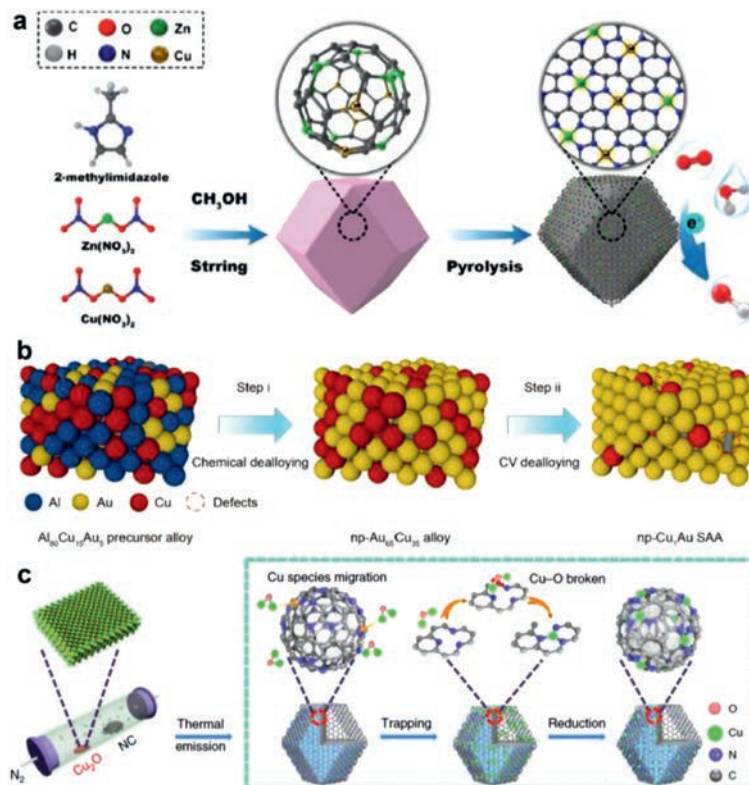 a
C O Zn
H N Cu
2-methylimidazole
Zn(NO₃)₂
Cu(NO₃)₂
CH₃OH
Strring
Pyrolysis
e⁻
b
Step i
Chemical dealloying
Step ii
CV dealloying
Al Au Cu Defects
Al₈₀Cu₁₅Au₅ precursor alloy
np-Au₆₅Cu₃₅
np-Cu₁Au SAA
c
N₂
Cu₂O
NC
Thermal
emission
Cu species migration
Trapping
Cu–O broken
Reduction
O
Cu
N
C